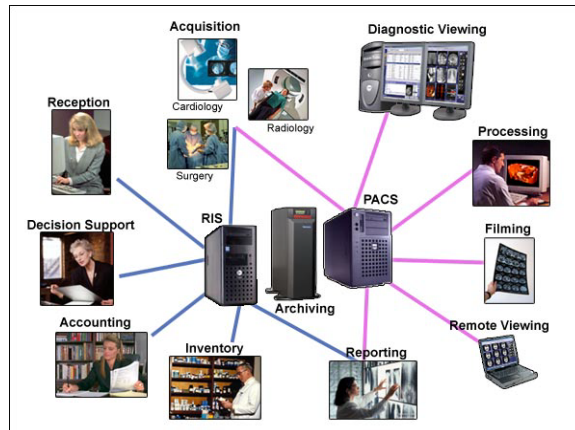 Acquisition
Diagnostic Viewing
Cardiology
Reception
Radiology
Processing
Surgery
PACS
RIS
Decision Support
Filming
Archiving
Accounting
Remote Viewing
Inventory
Reporting